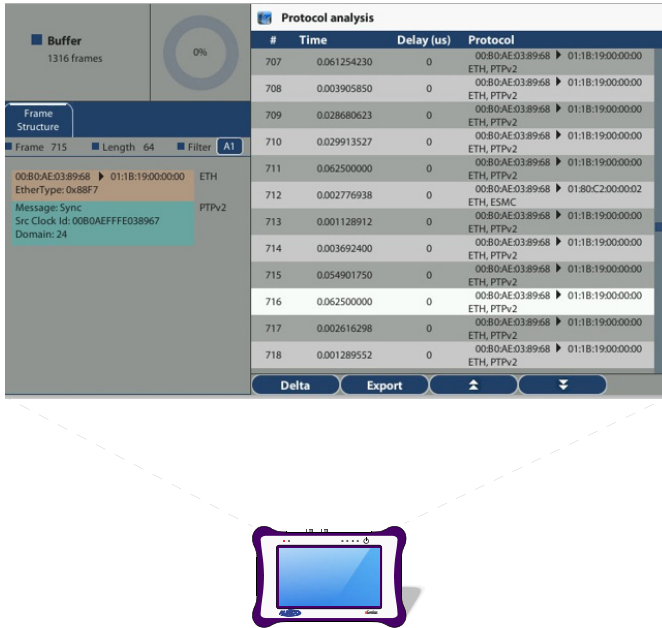 Buffer
1316 frames
0%
Frame
Structure
Frame 715 Length 64 Filter A1
00:B0:AE:03:89:68 ▶ 01:1B:19:00:00:00 ETH
EtherType: 0x88F7
Message: Sync PTPv2
Src Clock Id: 00B0AEFFFE038967
Domain: 24
Protocol analysis
# Time Delay (us) Protocol
707 0.061254230 0 00:B0:AE:03:89:68 ▶ 01:1B:19:00:00:00
ETH, PTPv2
708 0.003905850 0 00:B0:AE:03:89:68 ▶ 01:1B:19:00:00:00
ETH, PTPv2
709 0.028680623 0 00:B0:AE:03:89:68 ▶ 01:1B:19:00:00:00
ETH, PTPv2
710 0.029913527 0 00:B0:AE:03:89:68 ▶ 01:1B:19:00:00:00
ETH, PTPv2
711 0.062500000 0 00:B0:AE:03:89:68 ▶ 01:1B:19:00:00:00
ETH, PTPv2
712 0.002776938 0 00:B0:AE:03:89:68 ▶ 01:80:C2:00:00:02
ETH, ESMC
713 0.001128912 0 00:B0:AE:03:89:68 ▶ 01:1B:19:00:00:00
ETH, PTPv2
714 0.003692400 0 00:B0:AE:03:89:68 ▶ 01:1B:19:00:00:00
ETH, PTPv2
715 0.054901750 0 00:B0:AE:03:89:68 ▶ 01:1B:19:00:00:00
ETH, PTPv2
716 0.062500000 0 00:B0:AE:03:89:68 ▶ 01:1B:19:00:00:00
ETH, PTPv2
717 0.002616298 0 00:B0:AE:03:89:68 ▶ 01:1B:19:00:00:00
ETH, PTPv2
718 0.001289552 0 00:B0:AE:03:89:68 ▶ 01:1B:19:00:00:00
ETH, PTPv2
Delta Export